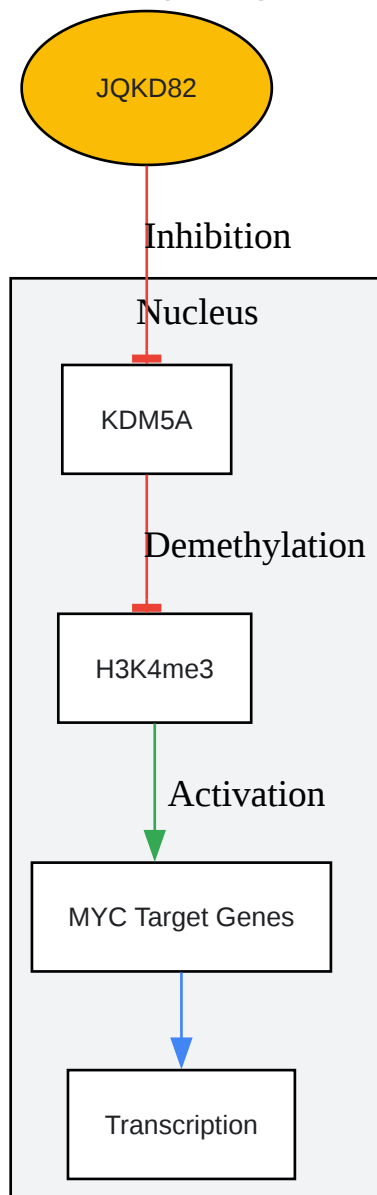 JQKD82
Inhibition
Nucleus
KDM5A
Demethylation
H3K4me3
Activation
MYC Target Genes
Transcription